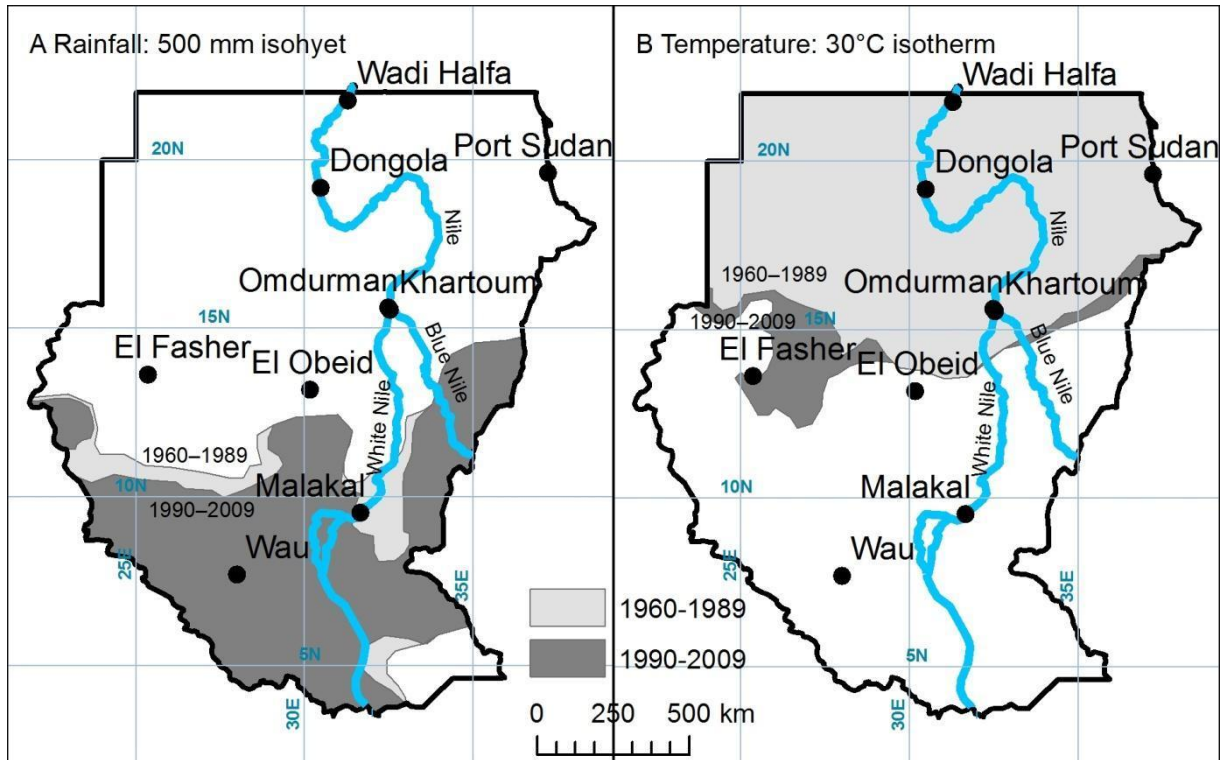 A Rainfall: 500 mm isohyet
Wadi Halfa
20N
Port Sudan
Dongola
Nile
Omdurman Khartoum
15N
El Fasher
El Obeid
Blue Nile
White Nile
1960–1989
10N
Malakal
1990–2009
Wau
25E
35E
5N
30E
1960-1989
1990-2009
0 250 500 km
B Temperature: 30°C isotherm
Wadi Halfa
20N
Port Sudan
Dongola
Nile
1960–1989
Omdurman Khartoum
1990–2009
15N
El Fasher
El Obeid
Blue Nile
White Nile
10N
Malakal
Wau
25E
35E
5N
30E